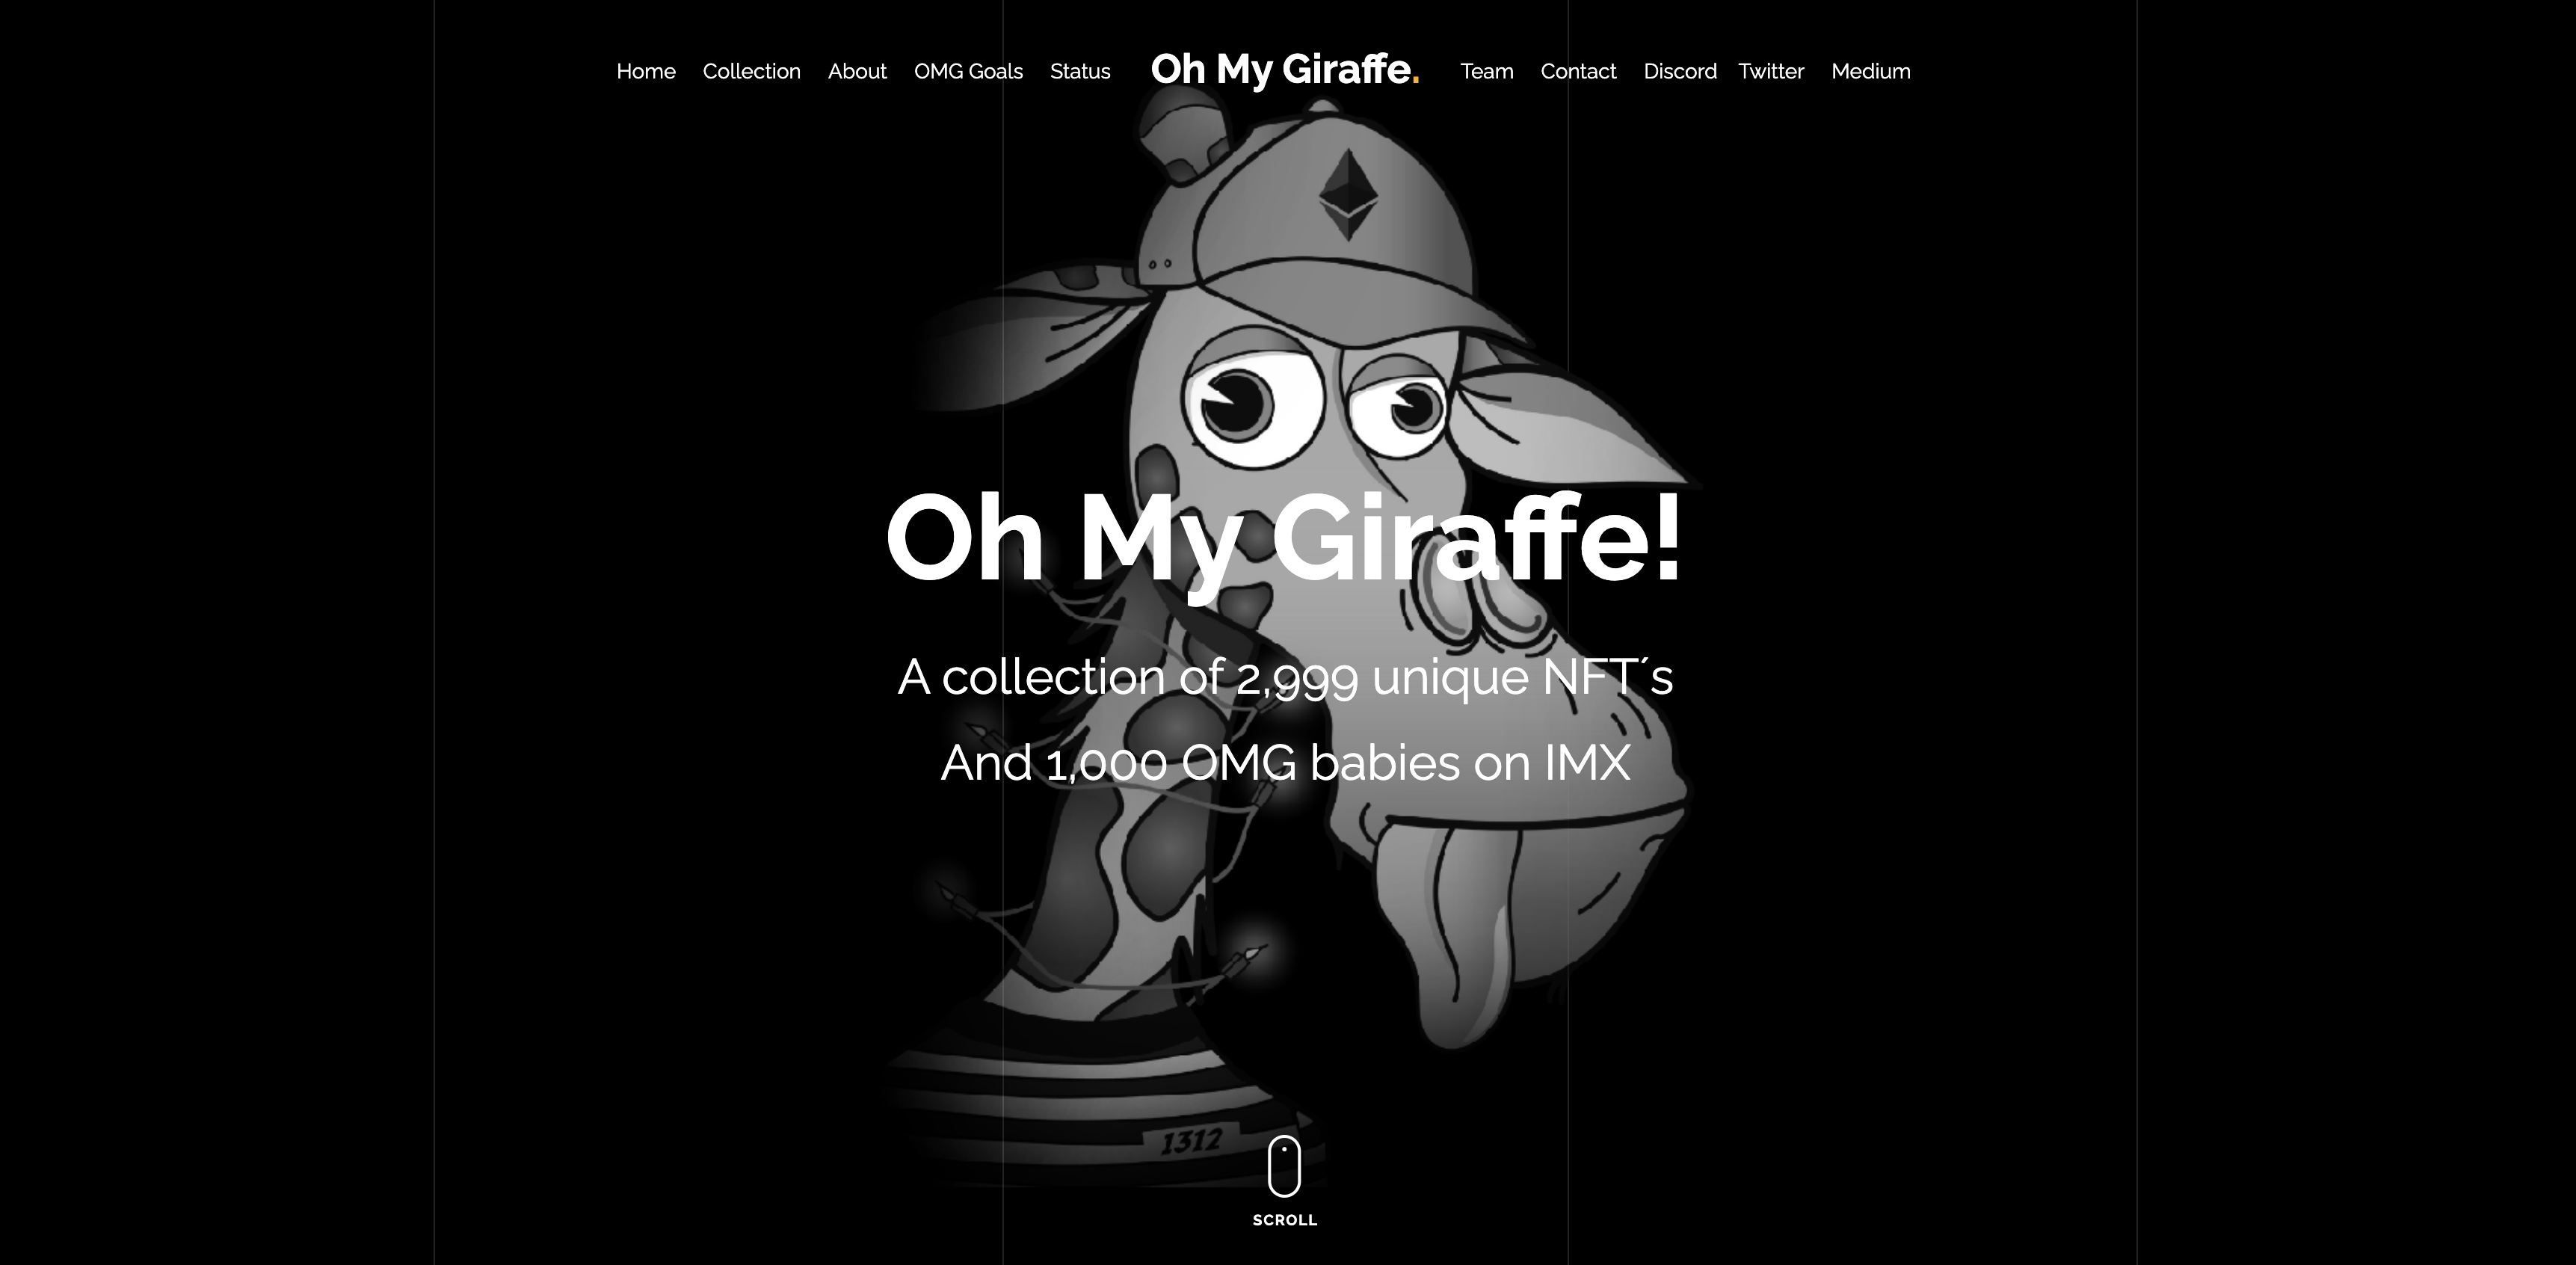 Home Collection About OMG Goals Status Oh My Giraffe. Team Contact Discord Twitter Medium
Oh My Giraffe!
A collection of 2,999 unique NFT´s
And 1,000 OMG babies on IMX
1312
SCROLL